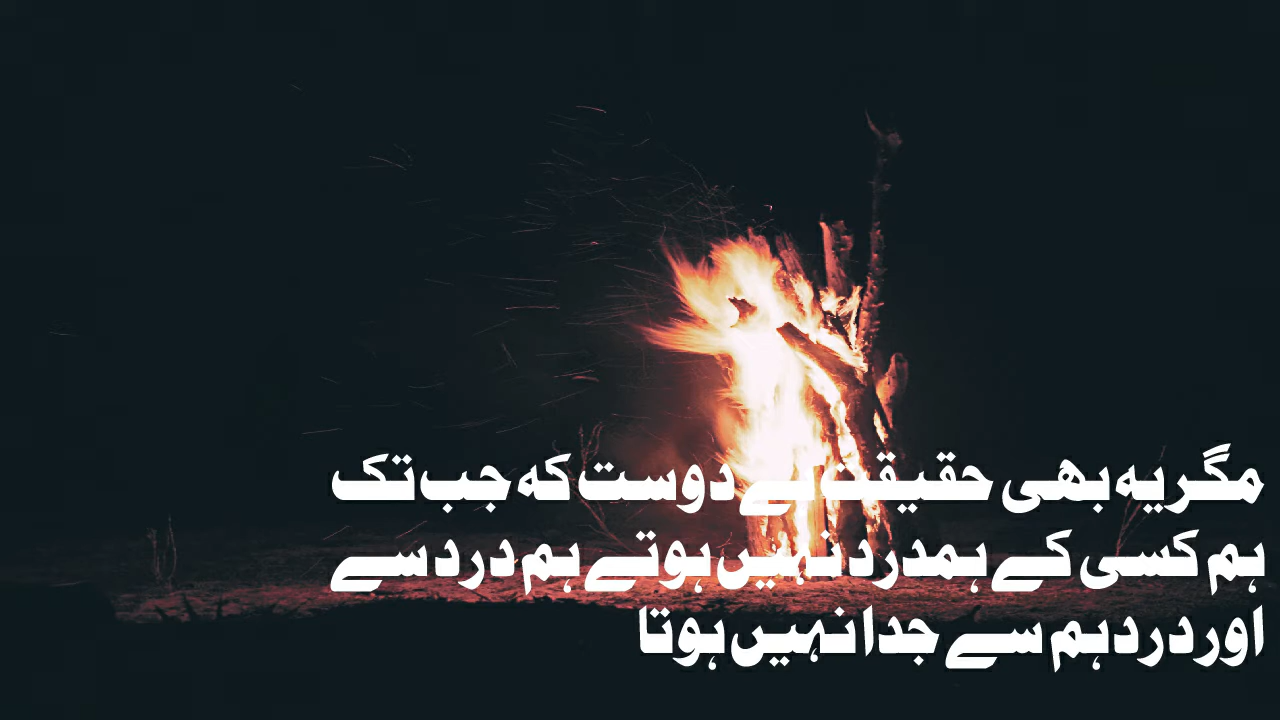 مگر یہ بھی حقیقت ہے دوست کہ جب تک
ہم کسی کے ہمدرد نہیں ہوتے ہم درد سے
اور درد ہم سے جدا نہیں ہوتا